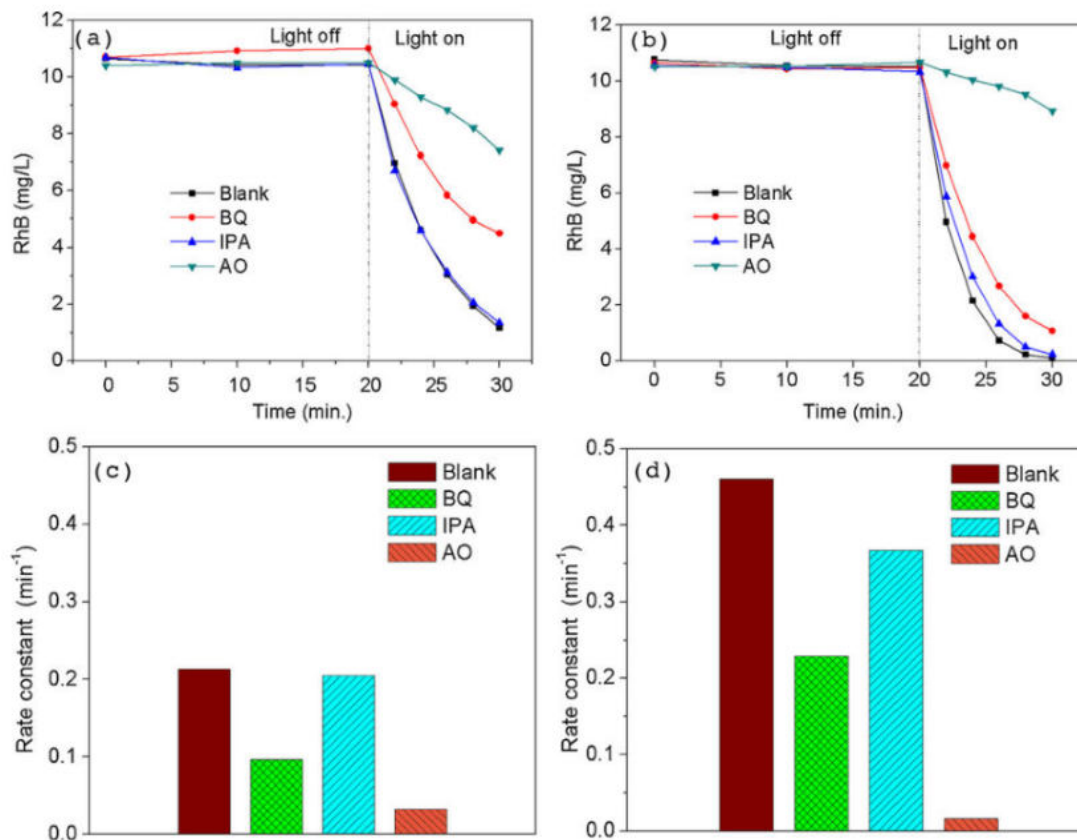 (a)
Light off
Light on
RhB (mg/L)
12
10
8
6
4
2
0
Blank
BQ
IPA
AO
0 5 10 15 20 25 30
Time (min.)
(b)
Light off
Light on
RhB (mg/L)
12
10
8
6
4
2
0
Blank
BQ
IPA
AO
0 5 10 15 20 25 30
Time (min.)
(c)
Rate constant (min⁻¹)
0.5
0.4
0.3
0.2
0.1
0.0
Blank
BQ
IPA
AO
(d)
Rate constant (min⁻¹)
0.5
0.4
0.3
0.2
0.1
0.0
Blank
BQ
IPA
AO